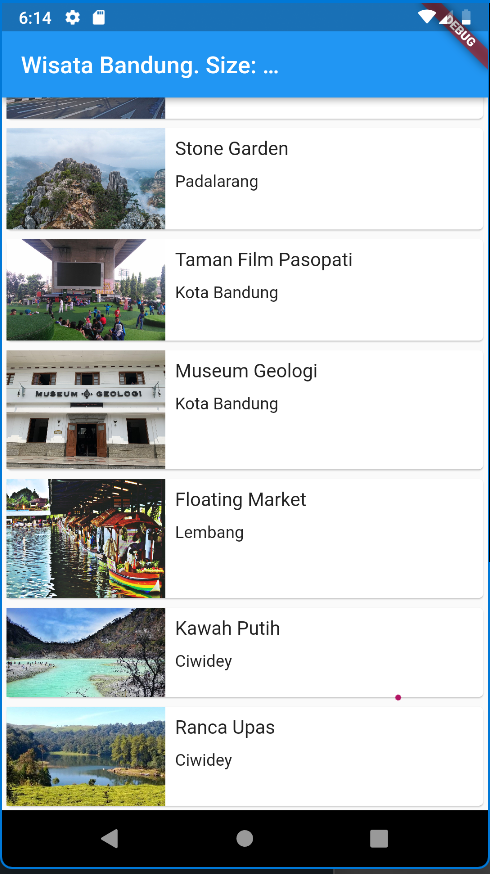 6:14
DEBUG
Wisata Bandung. Size: ...
Stone Garden
Padalarang
Taman Film Pasopati
Kota Bandung
Museum Geologi
Kota Bandung
MUSEUM GEOLOGI
Floating Market
Lembang
Kawah Putih
Ciwidey
Ranca Upas
Ciwidey